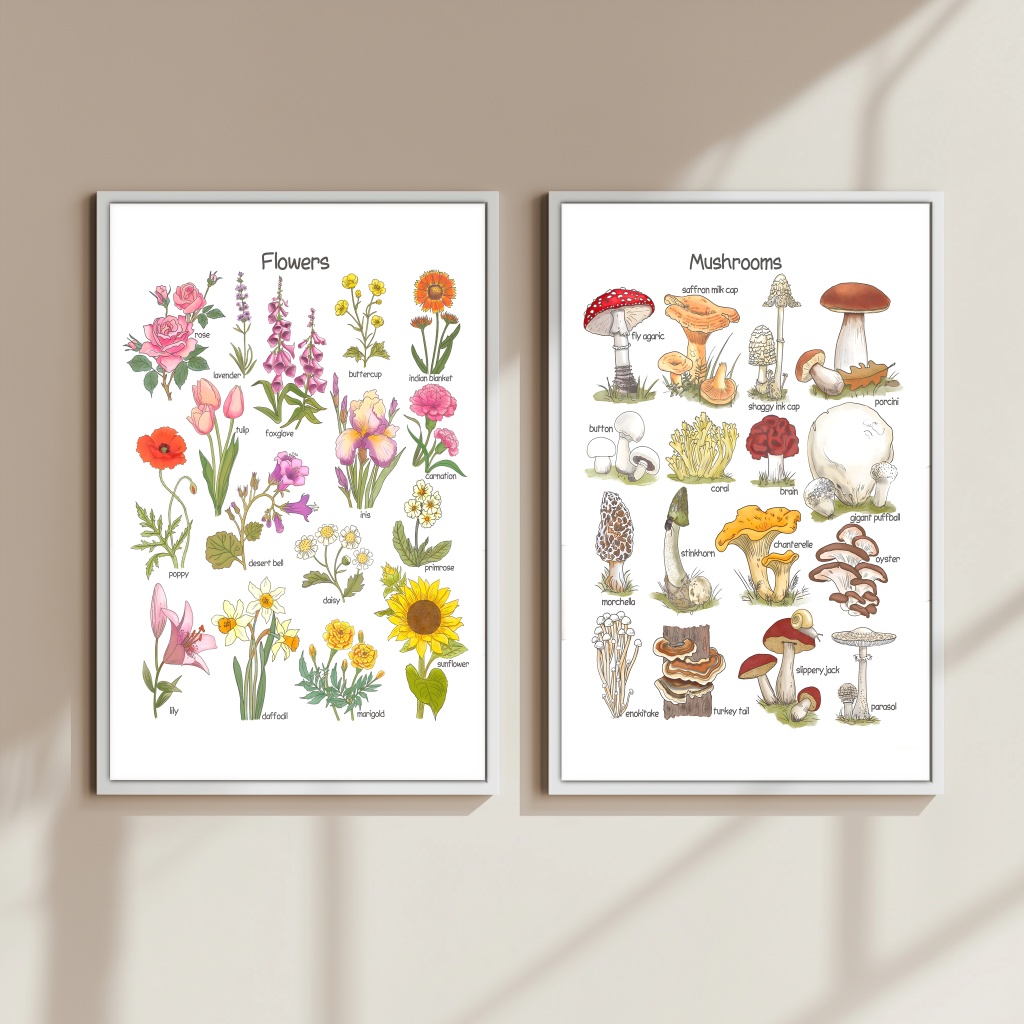 Flowers
rose
lavender
foxglove
buttercup
indian blanket
tulip
carnation
iris
poppy
desert bell
daisy
primrose
lily
daffodil
marigold
sunflower
Mushrooms
saffron milk cap
fly agaric
shaggy ink cap
porcini
button
coral
brain
gigant puffball
morchella
stinkhorn
chanterelle
oyster
enokitake
turkey tail
slippery jack
parasol